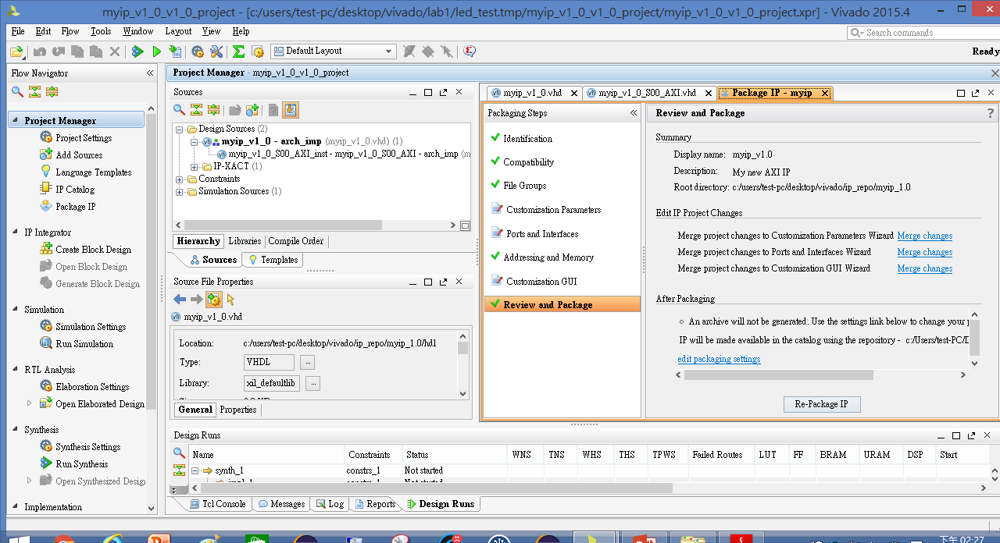 myip_v1_0_v1_0_project - [c:/users/test-pc/desktop/vivado/lab1/led_test.tmp/myip_v1_0_v1_0_project/myip_v1_0_v1_0_project.xpr] - Vivado 2015.4
File Edit Flow Tools Window Layout View Help
Search commands
Default Layout
Ready
Flow Navigator
Project Manager
Project Settings
Add Sources
Language Templates
IP Catalog
Package IP
IP Integrator
Create Block Design
Open Block Design
Generate Block Design
Simulation
Simulation Settings
Run Simulation
RTL Analysis
Elaboration Settings
Open Elaborated Design
Synthesis
Synthesis Settings
Run Synthesis
Open Synthesized Design
Implementation
Project Manager - myip_v1_0_v1_0_project
Sources
Design Sources (2)
myip_v1_0 - arch_imp (myip_v1_0.vhd) (1)
myip_v1_0_S00_AXI_inst - myip_v1_0_S00_AXI - arch_imp (m
IP-XACT (1)
Constraints
Simulation Sources (1)
Hierarchy Libraries Compile Order
Sources Templates
Source File Properties
myip_v1_0.vhd
Location: c:/users/test-pc/desktop/vivado/ip_repo/myip_1.0/hdl
Type: VHDL ...
Library: xil_defaultlib ...
General Properties
myip_v1_0.vhd myip_v1_0_S00_AXI.vhd Package IP - myip
Packaging Steps
Identification
Compatibility
File Groups
Customization Parameters
Ports and Interfaces
Addressing and Memory
Customization GUI
Review and Package
Review and Package
Summary
Display name: myip_v1.0
Description: My new AXI IP
Root directory: c:/users/test-pc/desktop/vivado/ip_repo/myip_1.0
Edit IP Project Changes
Merge project changes to Customization Parameters Wizard Merge changes
Merge project changes to Ports and Interfaces Wizard Merge changes
Merge project changes to Customization GUI Wizard Merge changes
After Packaging
An archive will not be generated. Use the settings link below to change your p
IP will be made available in the catalog using the repository - c:/Users/test-PC/D
edit packaging settings
Re-Package IP
Design Runs
Name Constraints Status WNS TNS WHS THS TPWS Failed Routes LUT FF BRAM URAM DSP Start
synth_1 constrs_1 Not started
Tcl Console Messages Log Reports Design Runs
下午 02:27